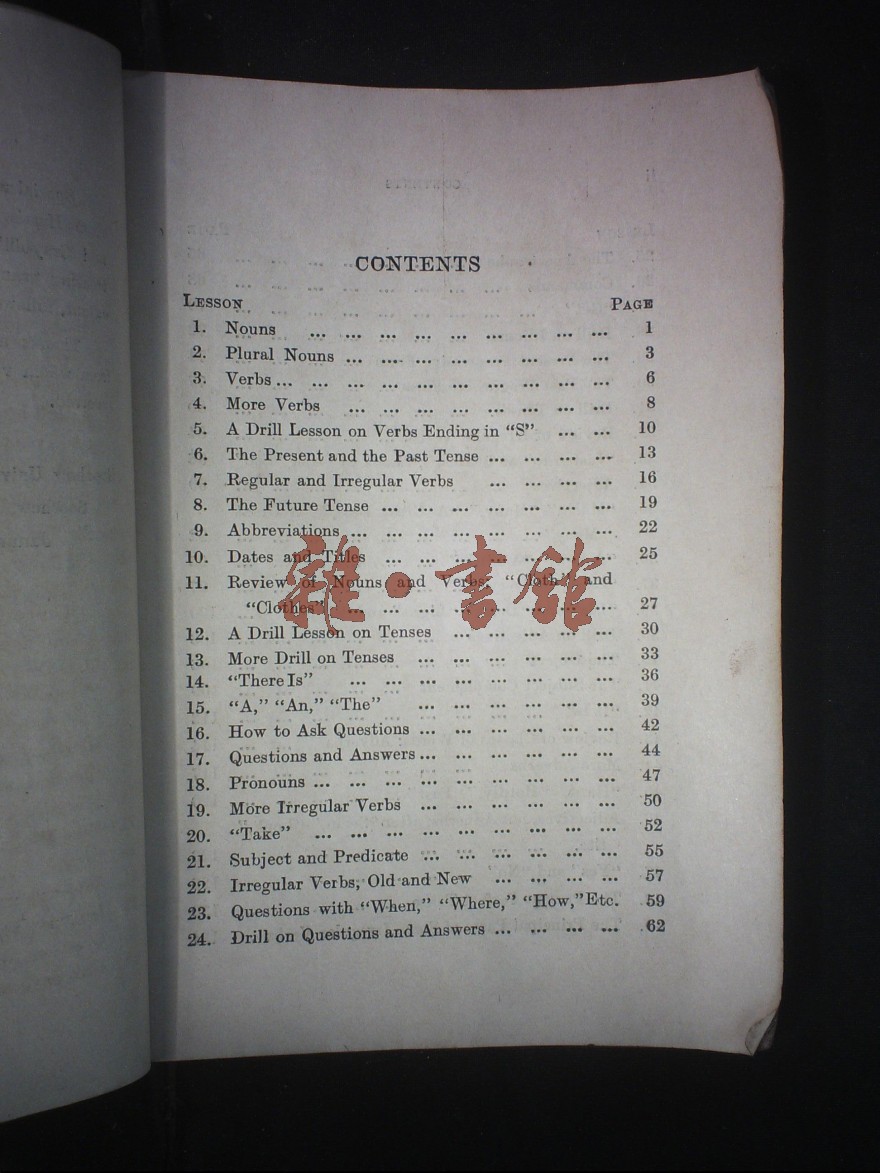 CONTENTS
LESSON PAGE
1. Nouns ... ... ... ... ... ... ... ... ... 1
2. Plural Nouns ... ... ... ... ... ... ... ... 3
3. Verbs ... ... ... ... ... ... ... ... ... ... 6
4. More Verbs ... ... ... ... ... ... ... ... 8
5. A Drill Lesson on Verbs Ending in “S” ... ... 10
6. The Present and the Past Tense ... ... ... ... 13
7. Regular and Irregular Verbs ... ... ... ... 16
8. The Future Tense ... ... ... ... ... ... ... 19
9. Abbreviations ... ... ... ... ... ... ... ... 22
10. Dates and Titles ... ... ... ... ... ... ... 25
11. Review of Nouns and Verbs; “Cloth” and
“Clothes” ... ... ... ... ... ... ... ... 27
12. A Drill Lesson on Tenses ... ... ... ... ... 30
13. More Drill on Tenses ... ... ... ... ... ... 33
14. “There Is” ... ... ... ... ... ... ... ... 36
15. “A,” “An,” “The” ... ... ... ... ... ... 39
16. How to Ask Questions ... ... ... ... ... ... 42
17. Questions and Answers ... ... ... ... ... ... 44
18. Pronouns ... ... ... ... ... ... ... ... ... 47
19. More Irregular Verbs ... ... ... ... ... ... 50
20. “Take” ... ... ... ... ... ... ... ... ... 52
21. Subject and Predicate ... ... ... ... ... ... 55
22. Irregular Verbs, Old and New ... ... ... ... 57
23. Questions with “When,” “Where,” “How,” Etc. 59
24. Drill on Questions and Answers ... ... ... ... 62
雜·書館